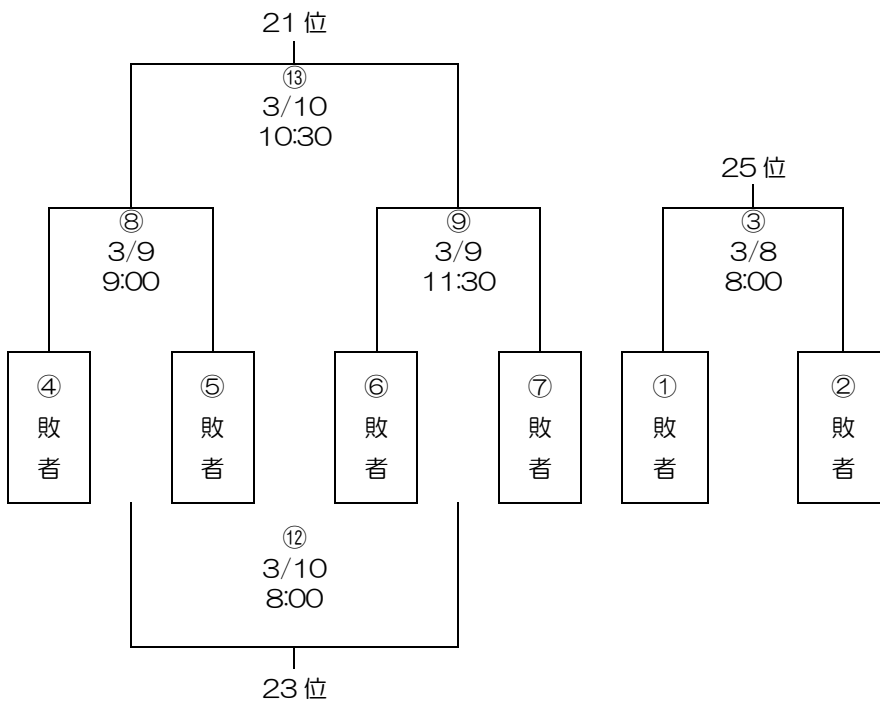 21位
⑬
3/10
10:30
25位
⑧
3/9
9:00
⑨
3/9
11:30
③
3/8
8:00
④
敗
者
⑤
敗
者
⑥
敗
者
⑦
敗
者
①
敗
者
②
敗
者
⑫
3/10
8:00
23位